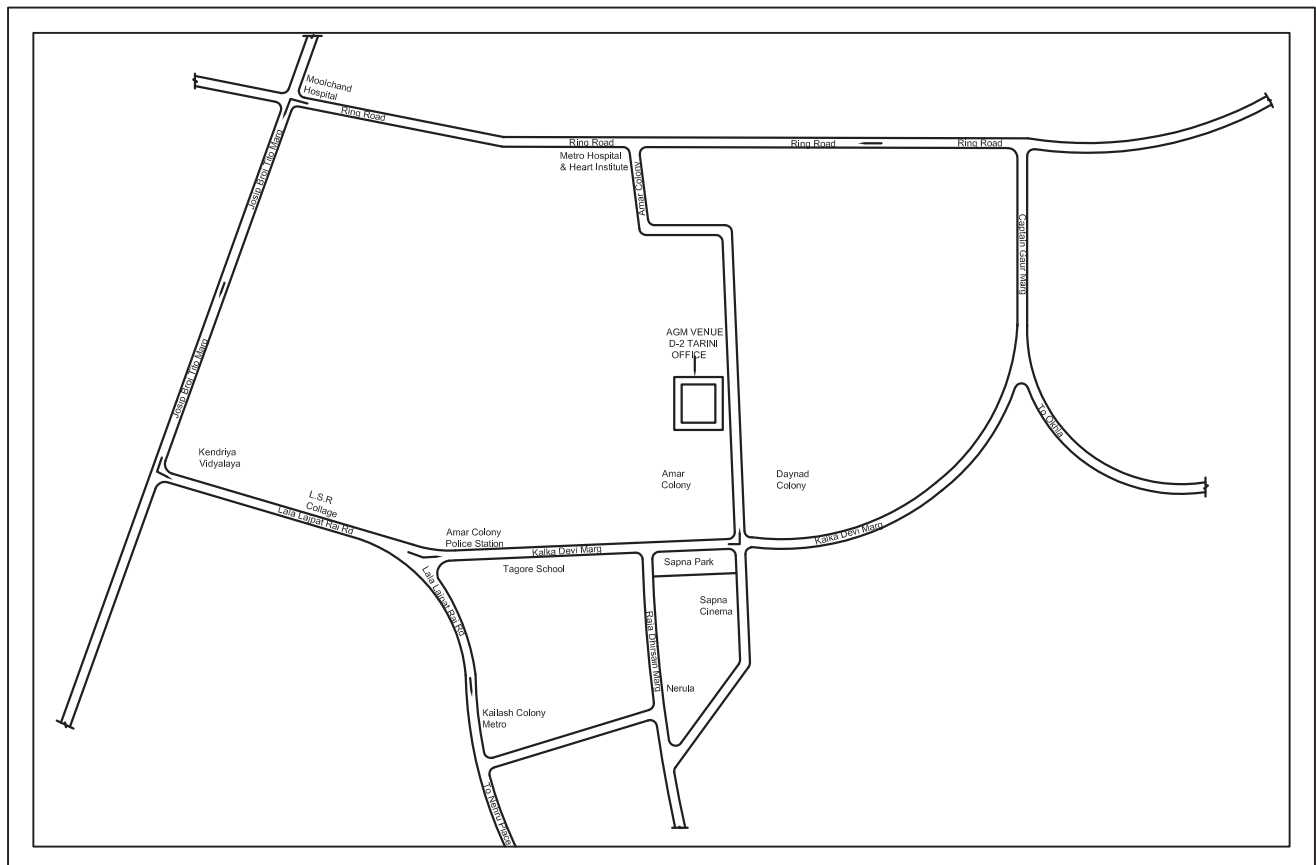 Moolchand
Hospital
Ring Road
Ring Road
Ring Road
Ring Road
Metro Hospital
& Heart Institute
Amar Colony
Josip Broi Tito Marg
Captain Gaur Marg
AGM VENUE
D-2 TARINI
OFFICE
Josip Broi Tito Marg
To Okhla
Kendriya
Vidyalaya
Amar
Colony
Daynad
Colony
L.S.R
Collage
Lala Lajpat Rai Rd
Amar Colony
Police Station
Kalka Devi Marg
Kalka Devi Marg
Tagore School
Sapna Park
Lala Lajpat Rai Rd
Sapna
Cinema
Raja Dhirsain Marg
Nerula
Kailash Colony
Metro
To Nehru Place